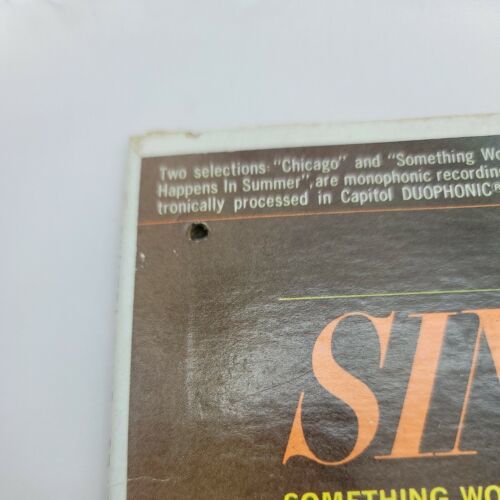 Two selections: "Chicago" and "Something Wo
Happens In Summer", are monophonic recording
tronically processed in Capitol DUOPHONIC®
SIN
SOMETHING WO